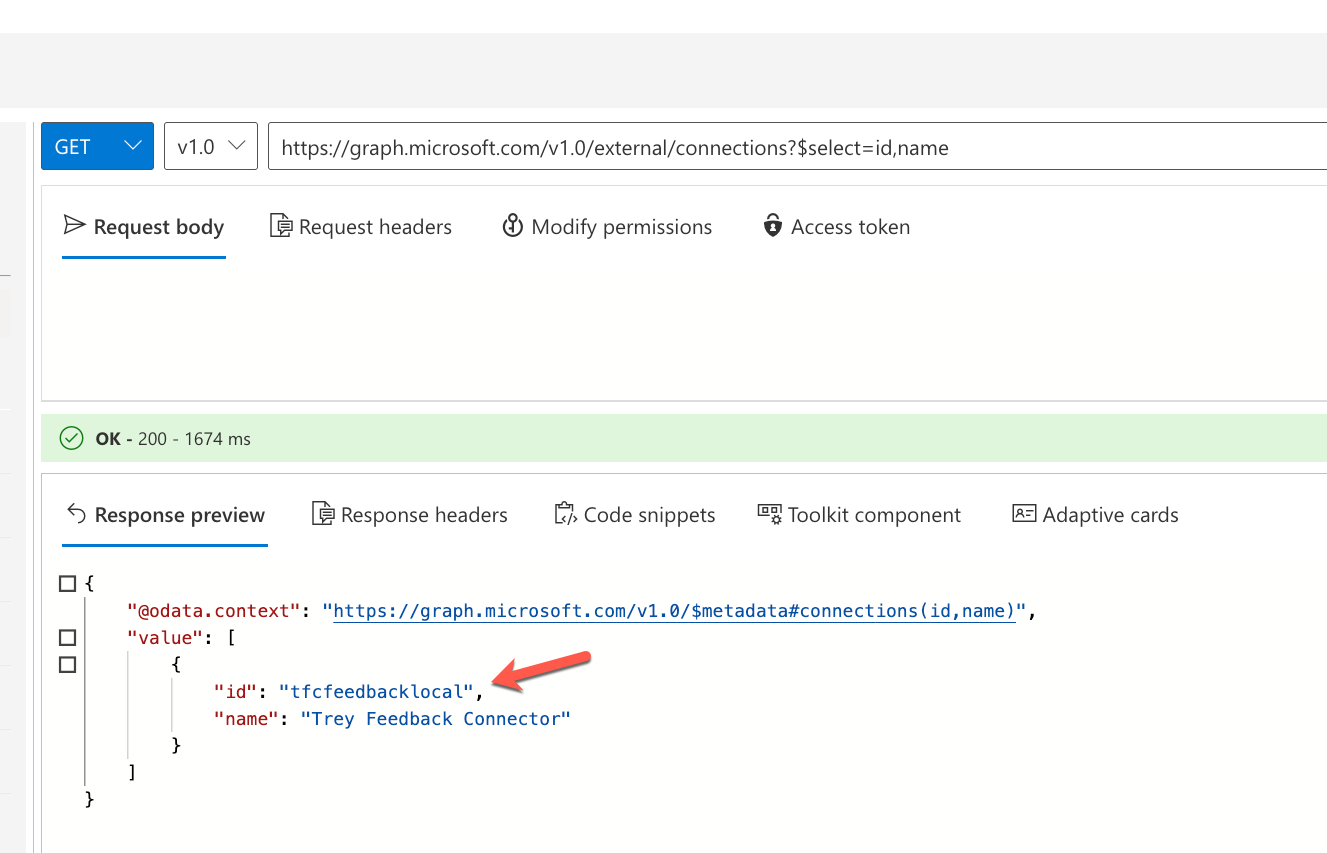 GET
v1.0
https://graph.microsoft.com/v1.0/external/connections?$select=id,name
Request body
Request headers
Modify permissions
Access token
OK - 200 - 1674 ms
Response preview
Response headers
Code snippets
Toolkit component
Adaptive cards
{
"@odata.context": "https://graph.microsoft.com/v1.0/$metadata#connections(id,name)",
"value": [
{
"id": "tfcfeedbacklocal",
"name": "Trey Feedback Connector"
}
]
}